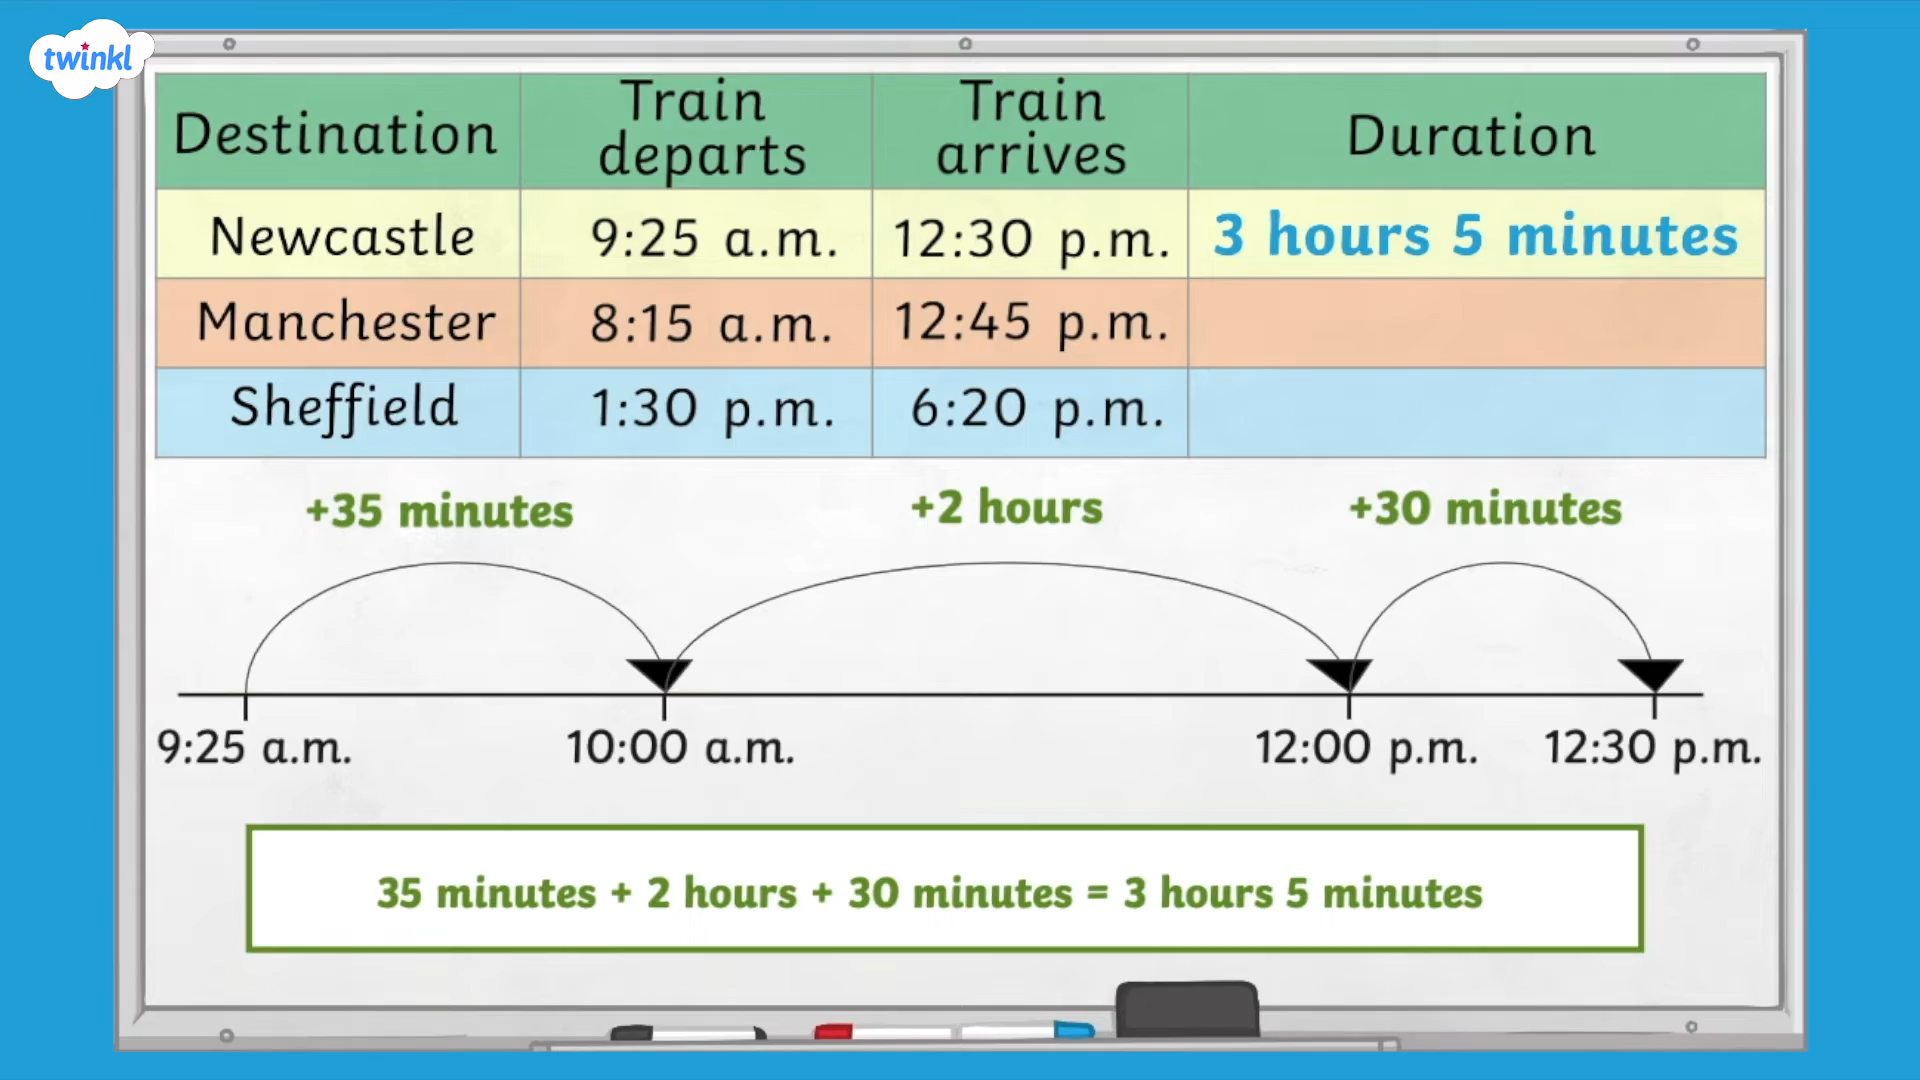 twinkl
Destination
Train departs
Train arrives
Duration
Newcastle 9:25 a.m. 12:30 p.m. 3 hours 5 minutes
Manchester 8:15 a.m. 12:45 p.m.
Sheffield 1:30 p.m. 6:20 p.m.
+35 minutes +2 hours +30 minutes
9:25 a.m. 10:00 a.m. 12:00 p.m. 12:30 p.m.
35 minutes + 2 hours + 30 minutes = 3 hours 5 minutes